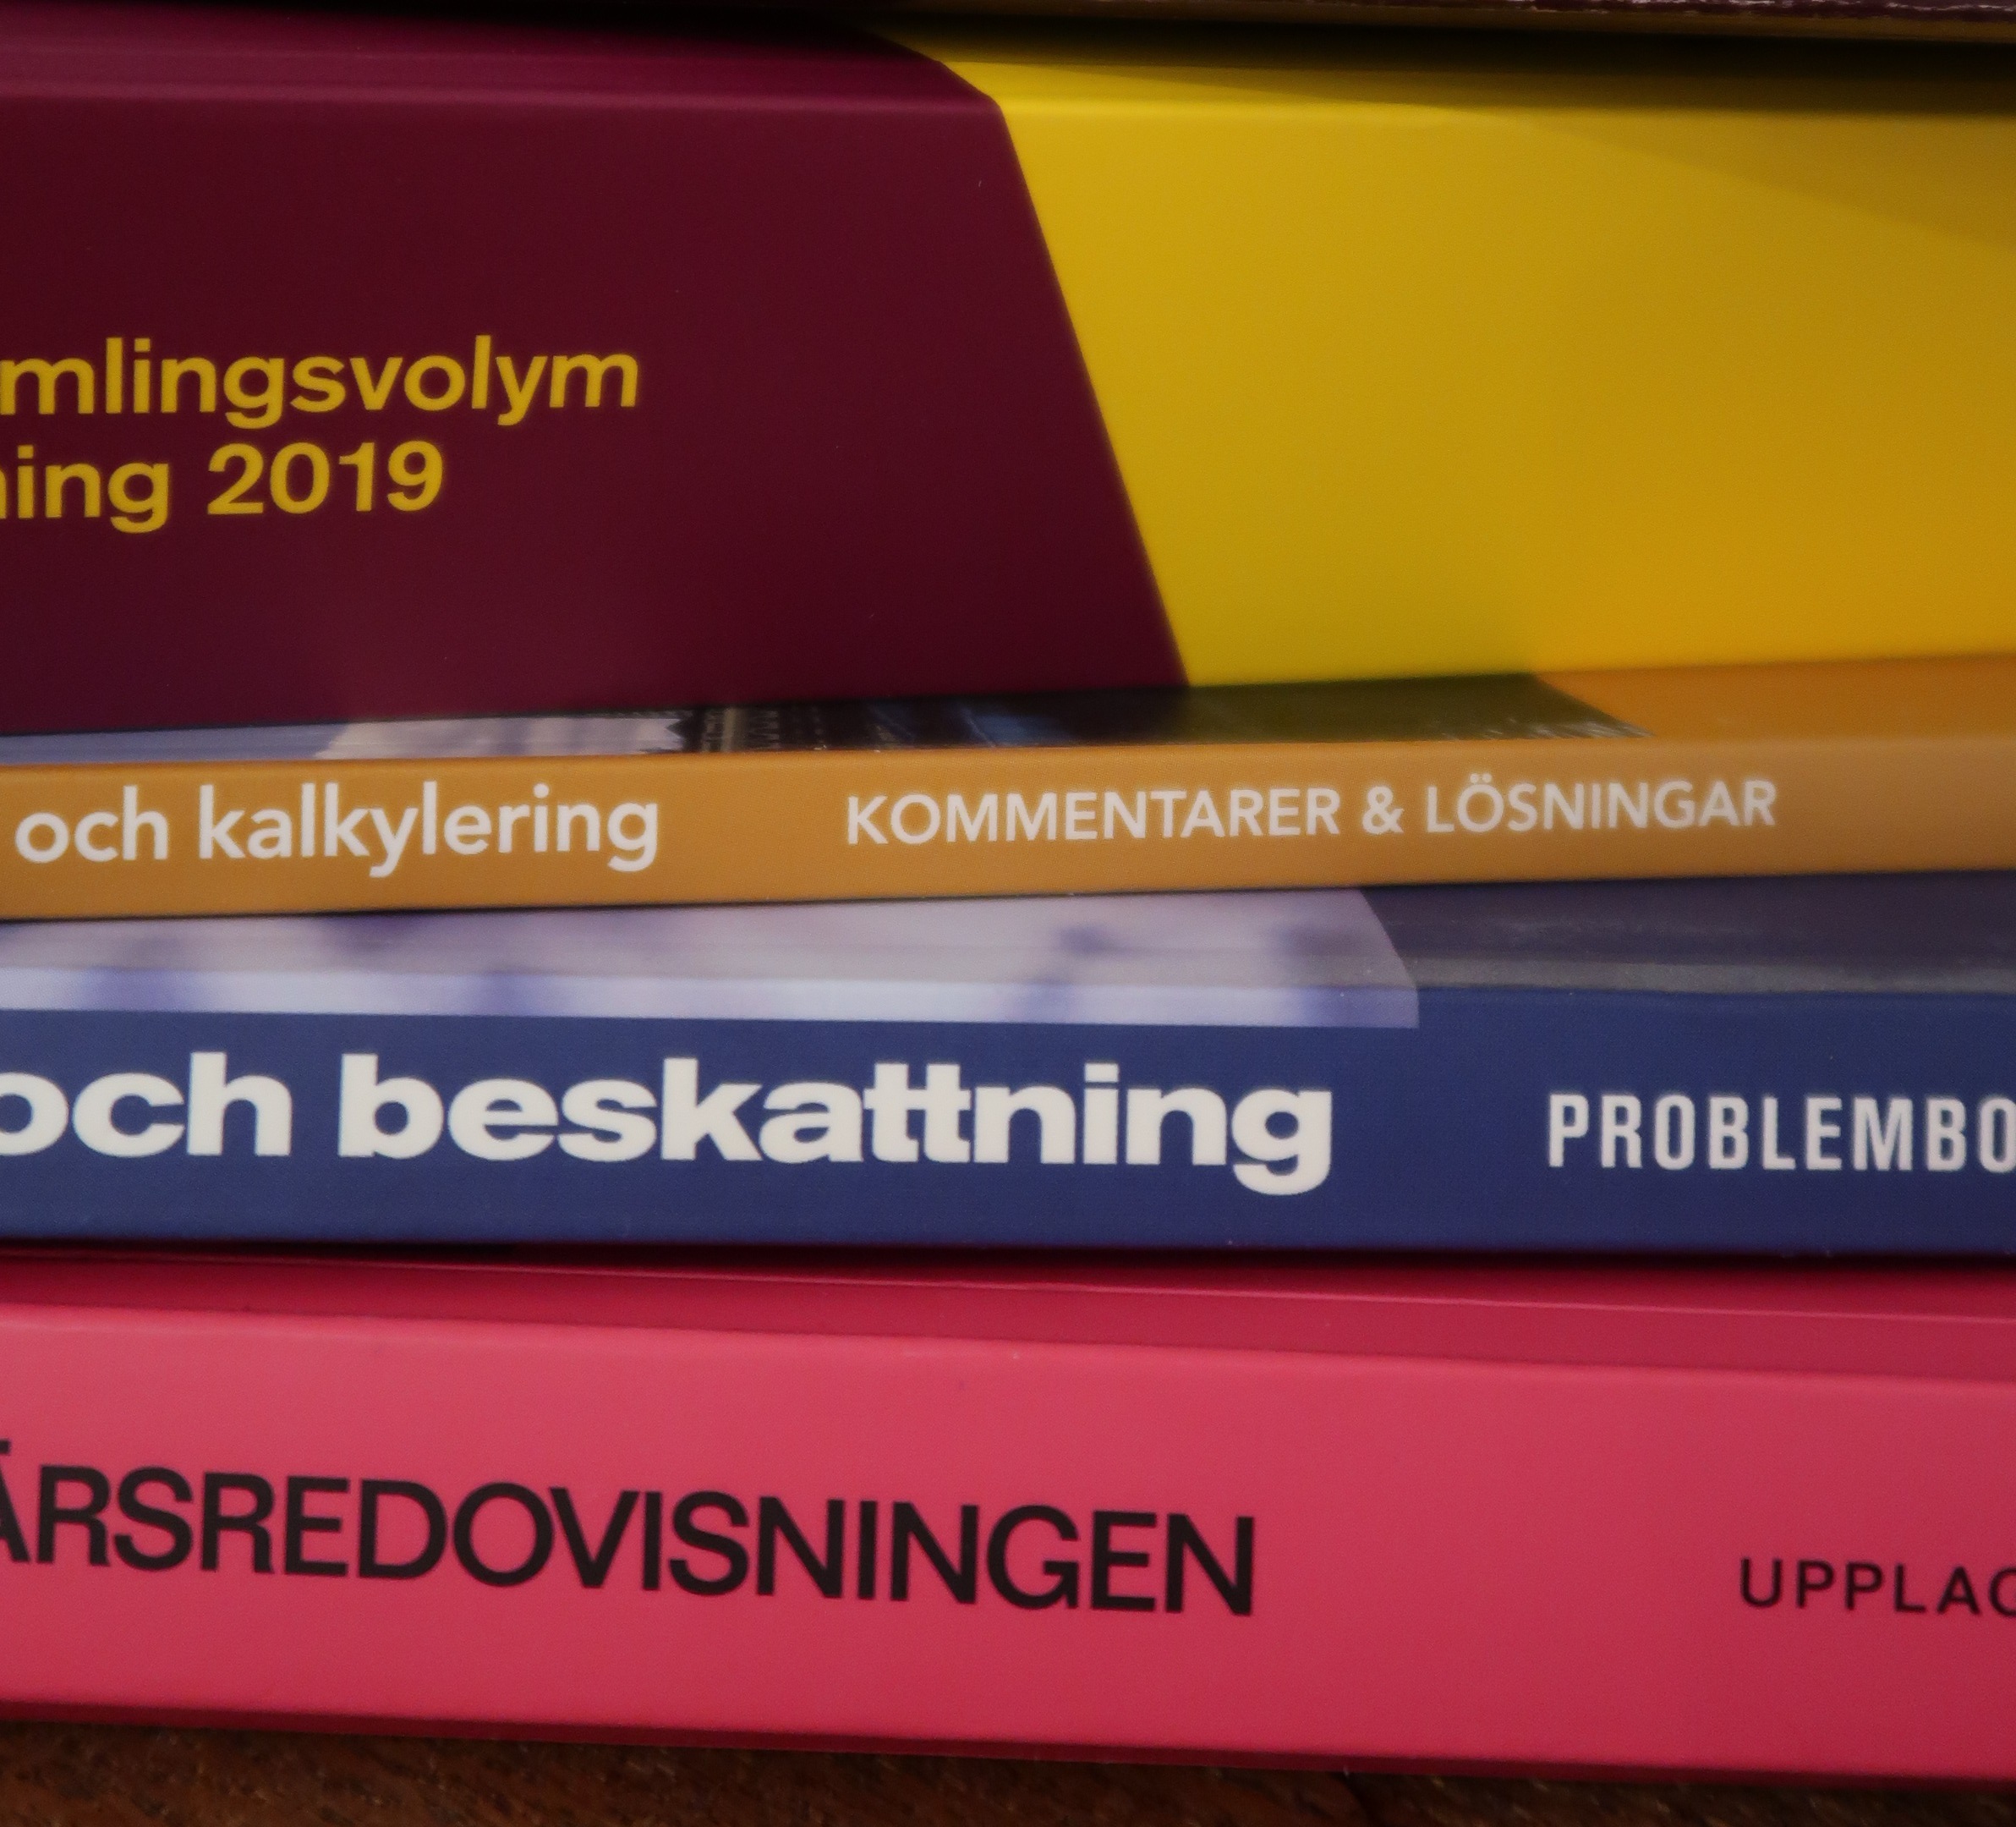 mlingsvolym
ning 2019
och kalkylering KOMMENTARER & LÖSNINGAR
och beskattning PROBLEMBO
ÅRSREDOVISNINGEN UPPLAG